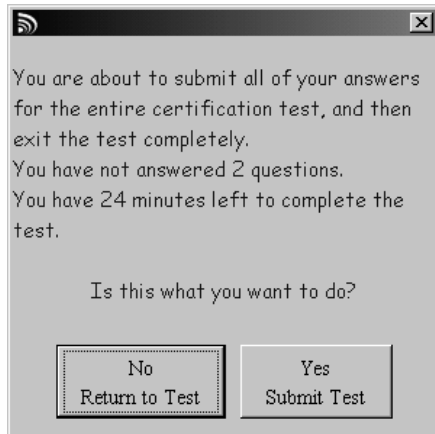 You are about to submit all of your answers
for the entire certification test, and then
exit the test completely.
You have not answered 2 questions.
You have 24 minutes left to complete the
test.
Is this what you want to do?
No
Return to Test
Yes
Submit Test